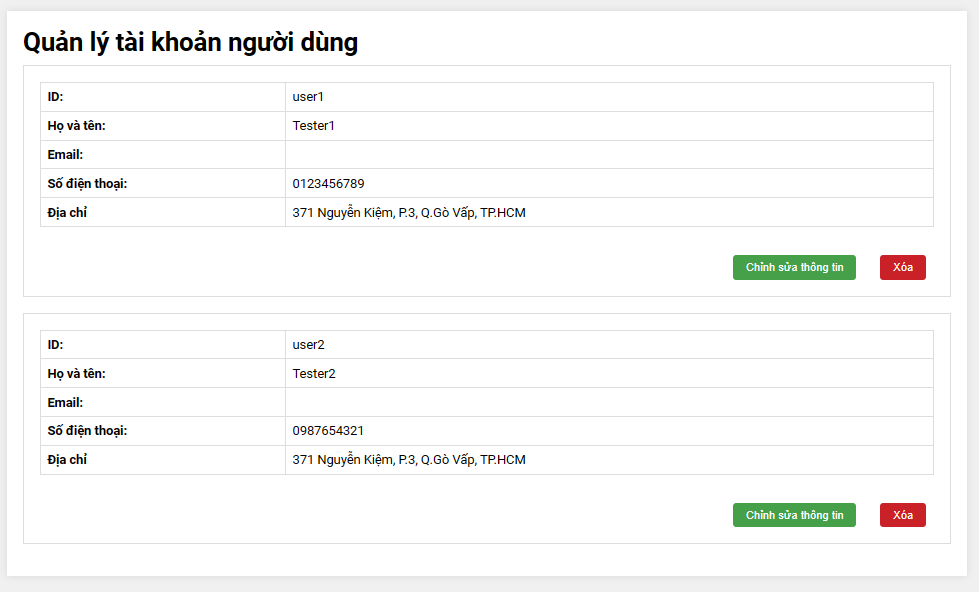 Quản lý tài khoản người dùng
ID: user1
Họ và tên: Tester1
Email:
Số điện thoại: 0123456789
Địa chỉ 371 Nguyễn Kiệm, P.3, Q.Gò Vấp, TP.HCM
Chỉnh sửa thông tin Xóa
ID: user2
Họ và tên: Tester2
Email:
Số điện thoại: 0987654321
Địa chỉ 371 Nguyễn Kiệm, P.3, Q.Gò Vấp, TP.HCM
Chỉnh sửa thông tin Xóa